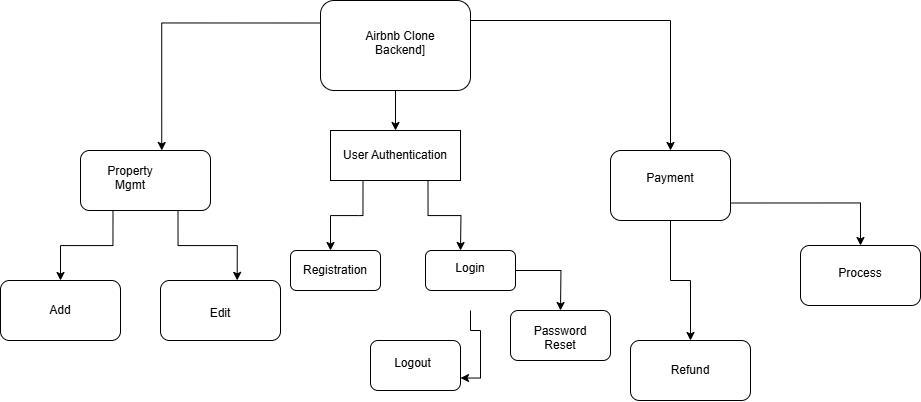 Airbnb Clone
Backend]
User Authentication
Property
Mgmt
Payment
Registration
Login
Process
Add
Edit
Password
Reset
Logout
Refund